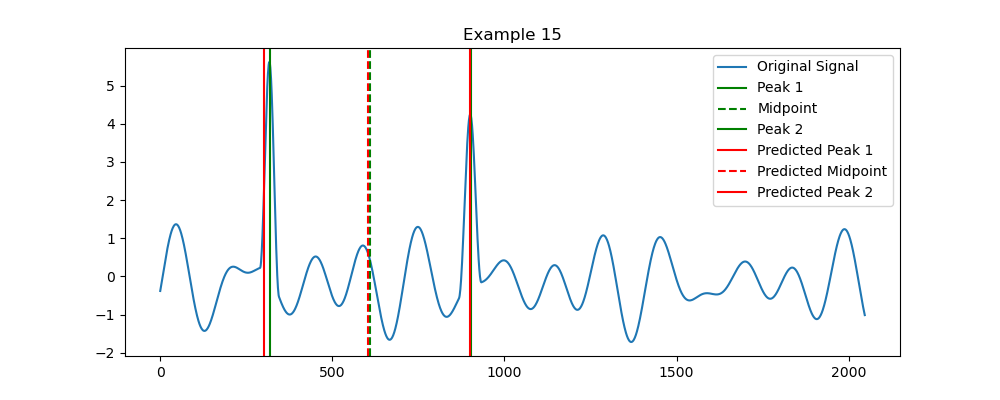 Example 15
Original Signal
Peak 1
Midpoint
Peak 2
Predicted Peak 1
Predicted Midpoint
Predicted Peak 2
5
4
3
2
1
0
−1
−2
0 500 1000 1500 2000